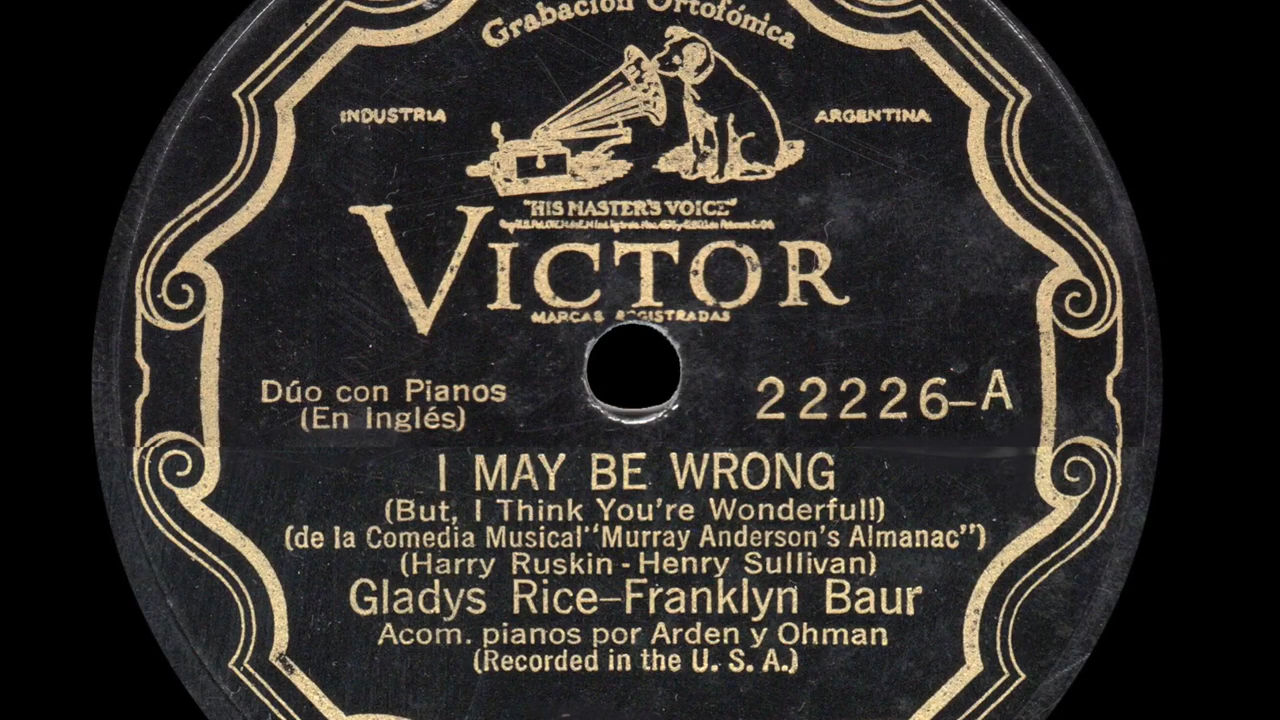 Grabación Ortofónica
INDUSTRIA
ARGENTINA
"HIS MASTER'S VOICE"
VICTOR
MARCAS REGISTRADAS
Dúo con Pianos
(En Inglés)
22226-A
I MAY BE WRONG
(But, I Think You're Wonderful!)
(de la Comedia Musical "Murray Anderson's Almanac")
(Harry Ruskin - Henry Sullivan)
Gladys Rice–Franklyn Baur
Acom. pianos por Arden y Ohman
(Recorded in the U. S. A.)